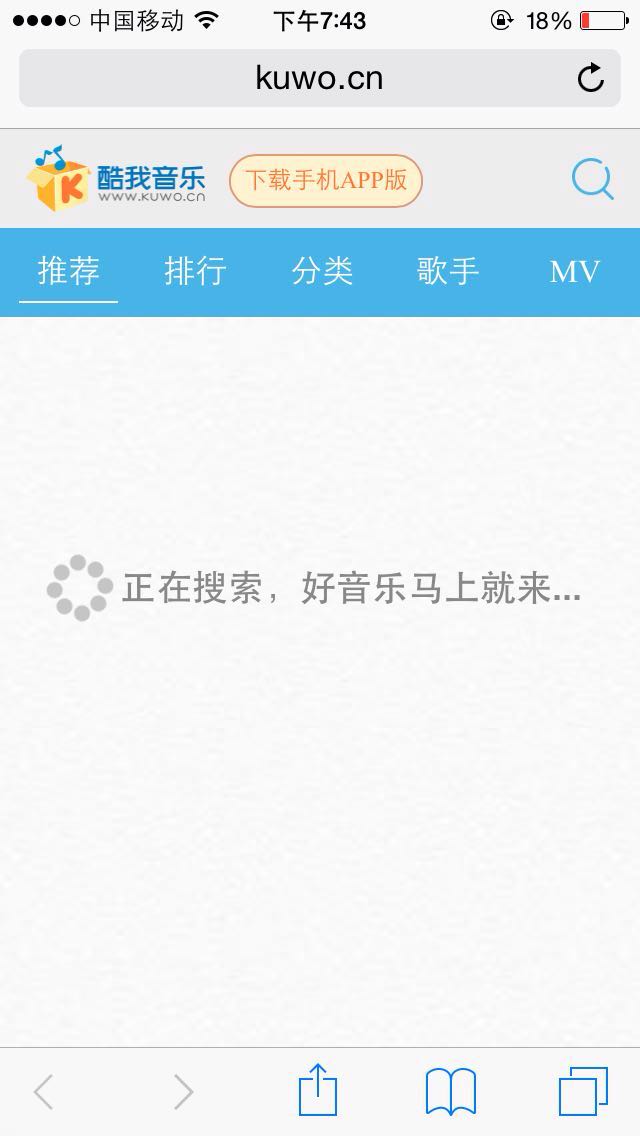 中国移动 下午7:43 18%
kuwo.cn
酷我音乐
www.kuwo.cn
下载手机APP版
推荐 排行 分类 歌手 MV
正在搜索，好音乐马上就来...